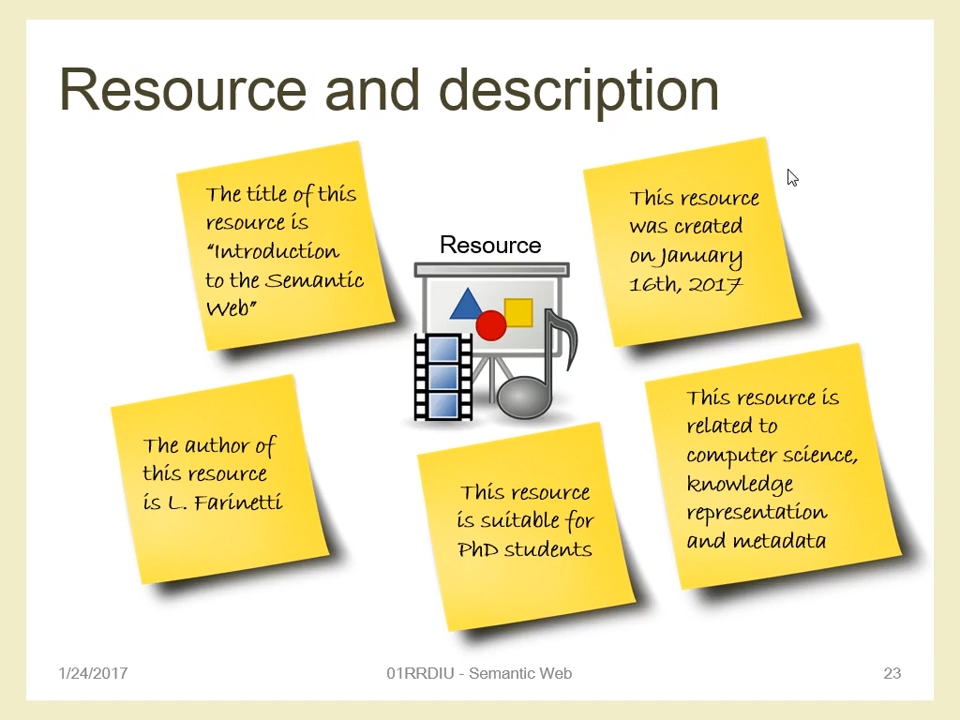 Resource and description
The title of this
resource is
“Introduction
to the Semantic
Web”
Resource
This resource
was created
on January
16th, 2017
The author of
this resource
is L. Farinetti
This resource
is suitable for
PhD students
This resource is
related to
computer science,
knowledge
representation
and metadata
1/24/2017
01RRDIU - Semantic Web
23